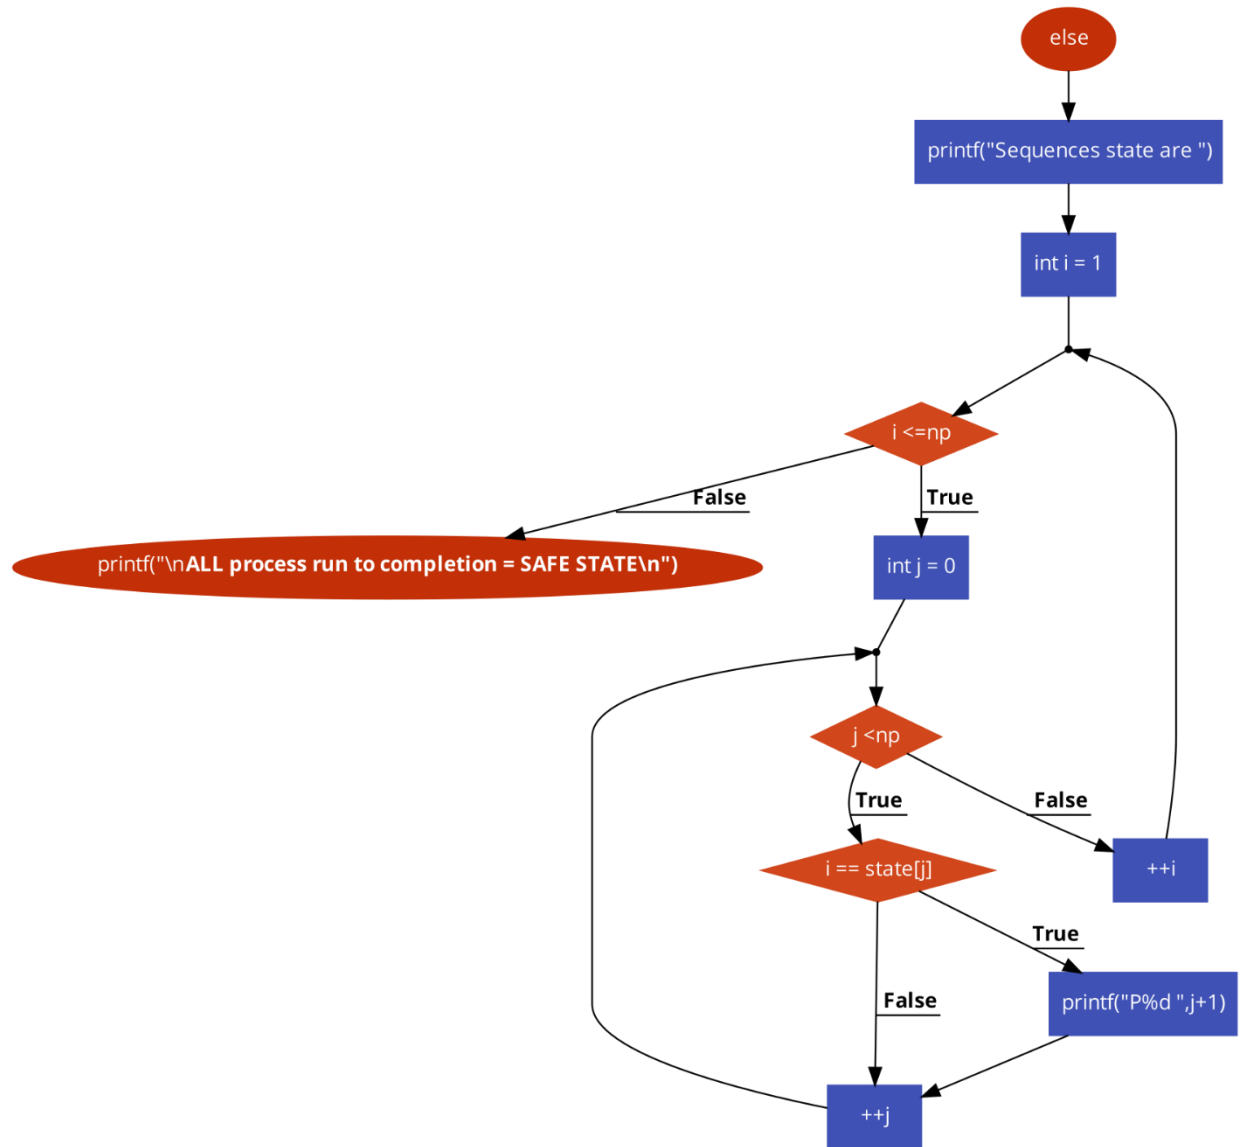 else
printf("Sequences state are ")
int i = 1
i <=np
False
True
printf("\nALL process run to completion = SAFE STATE\n")
int j = 0
j <np
True
False
i == state[j]
++i
True
False
printf("P%d ",j+1)
++j